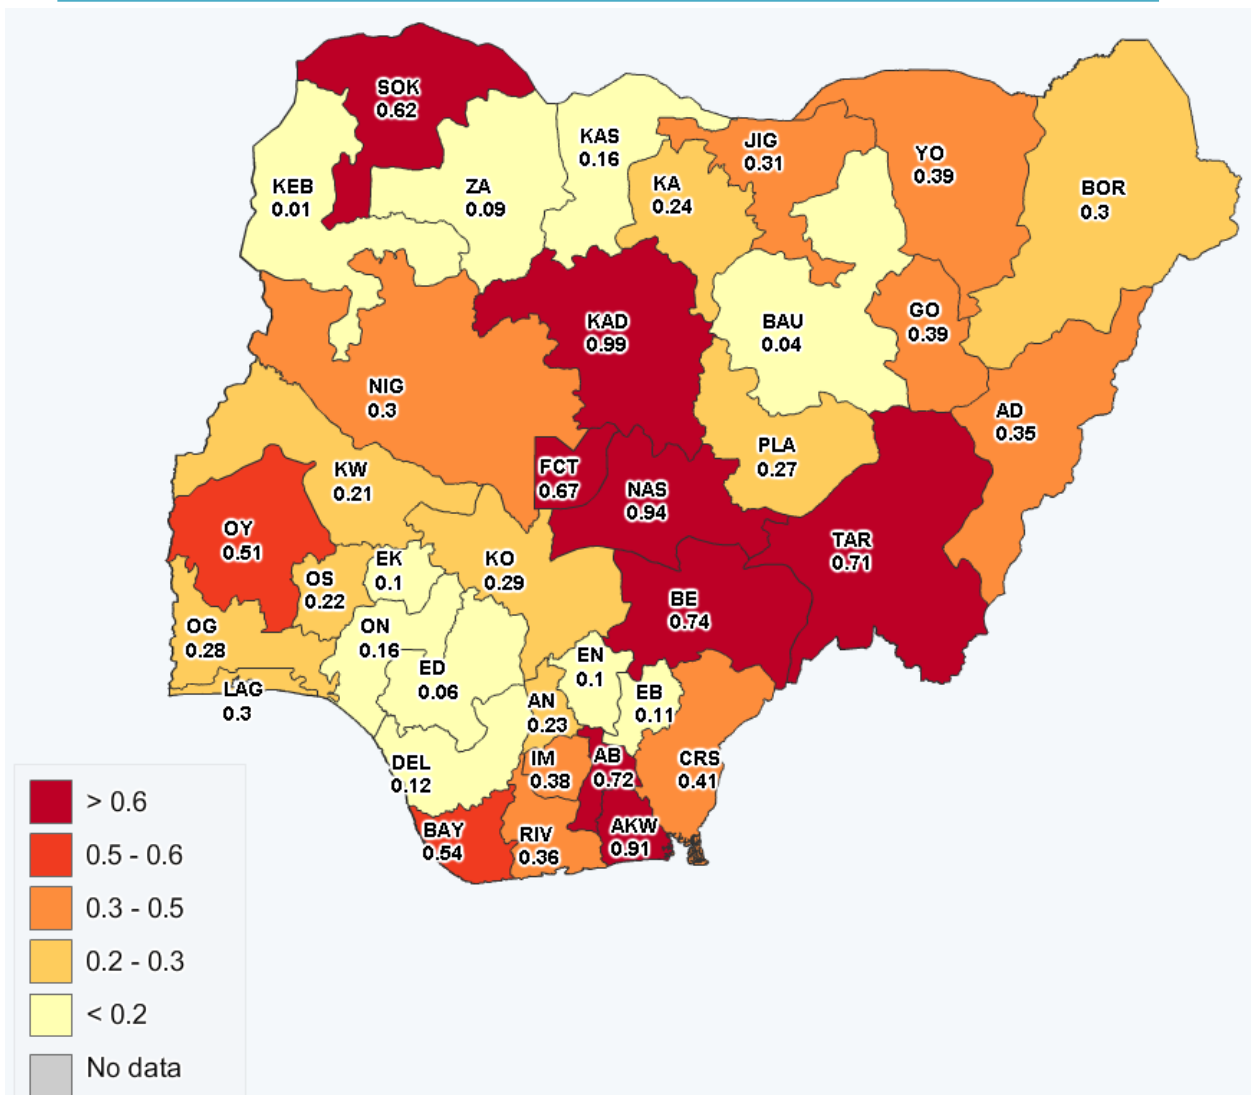 SOK
0.62
KAS
0.16
JIG
0.31
YO
0.39
KEB
0.01
ZA
0.09
KA
0.24
BOR
0.3
KAD
0.99
BAU
0.04
GO
0.39
NIG
0.3
AD
0.35
PLA
0.27
KW
0.21
FCT
0.67
NAS
0.94
OY
0.51
TAR
0.71
EK
0.1
KO
0.29
OS
0.22
BE
0.74
OG
0.28
ON
0.16
ED
0.06
EN
0.1
LAG
0.3
EB
0.11
AN
0.23
DEL
0.12
IM
0.38
AB
0.72
CRS
0.41
BAY
0.54
RIV
0.36
AKW
0.91
> 0.6
0.5 - 0.6
0.3 - 0.5
0.2 - 0.3
< 0.2
No data